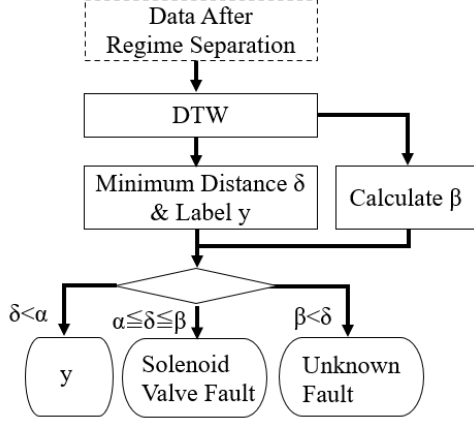 Data After
Regime Separation
DTW
Minimum Distance δ
& Label y
Calculate β
δ<α
α≦δ≦β
β<δ
y
Solenoid
Valve Fault
Unknown
Fault